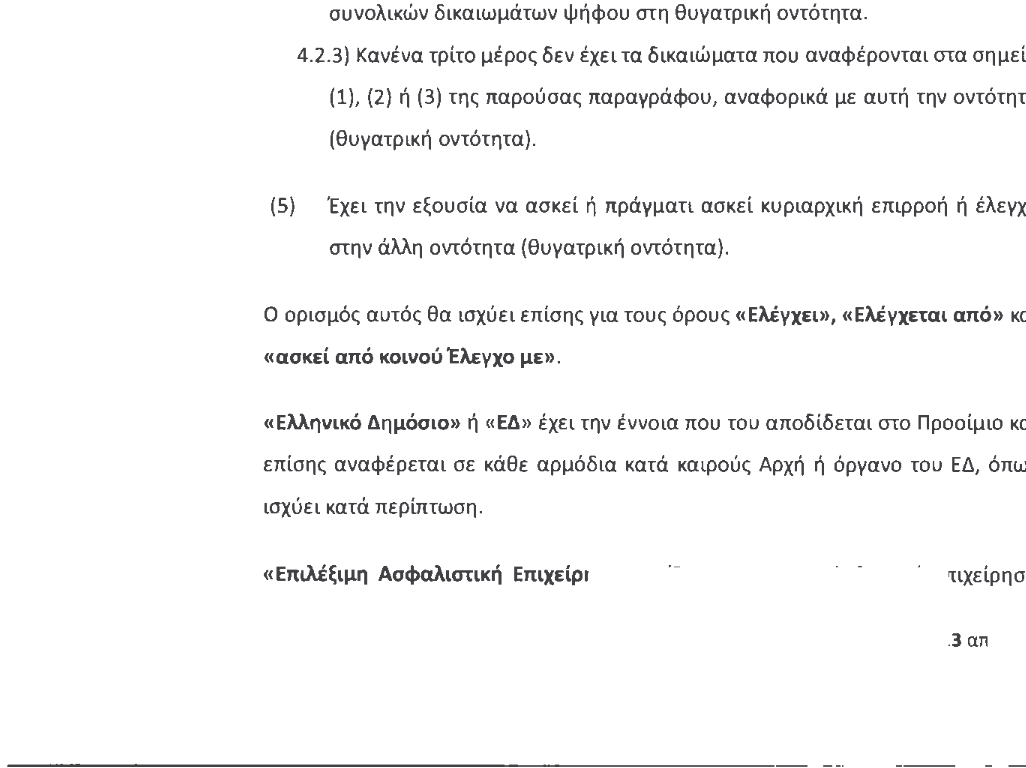 συνολικών δικαιωμάτων ψήφου στη θυγατρική οντότητα.
4.2.3) Κανένα τρίτο μέρος δεν έχει τα δικαιώματα που αναφέρονται στα σημεί
(1), (2) ή (3) της παρούσας παραγράφου, αναφορικά με αυτή την οντότητ
(θυγατρική οντότητα).
(5) Έχει την εξουσία να ασκεί ή πράγματι ασκεί κυριαρχική επιρροή ή έλεγχ
στην άλλη οντότητα (θυγατρική οντότητα).
Ο ορισμός αυτός θα ισχύει επίσης για τους όρους «Ελέγχει», «Ελέγχεται από» κα
«ασκεί από κοινού Έλεγχο με».
«Ελληνικό Δημόσιο» ή «ΕΔ» έχει την έννοια που του αποδίδεται στο Προοίμιο κα
επίσης αναφέρεται σε κάθε αρμόδια κατά καιρούς Αρχή ή όργανο του ΕΔ, όπω
ισχύει κατά περίπτωση.
«Επιλέξιμη Ασφαλιστική Επιχείρ τιχείρησ
.3 απ